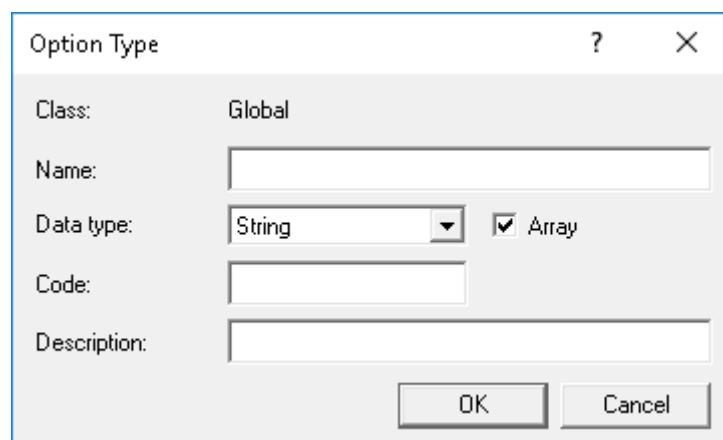 Option Type ?
Class: Global
Name:
Data type: String Array
Code:
Description:
OK Cancel